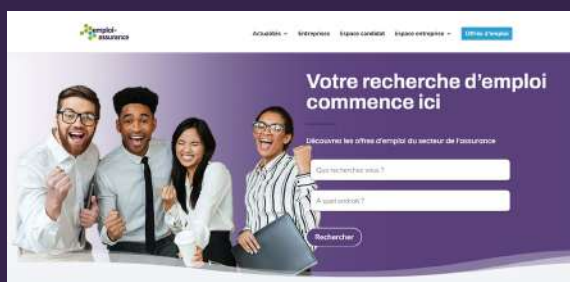 emploi-
assurance
Actualités
Entreprises
Espace candidat
Espace entreprise
Offres d'emploi
Votre recherche d'emploi
commence ici
Découvrez les offres d'emploi du secteur de l'assurance
Que recherchez vous ?
A quel endroit ?
Rechercher